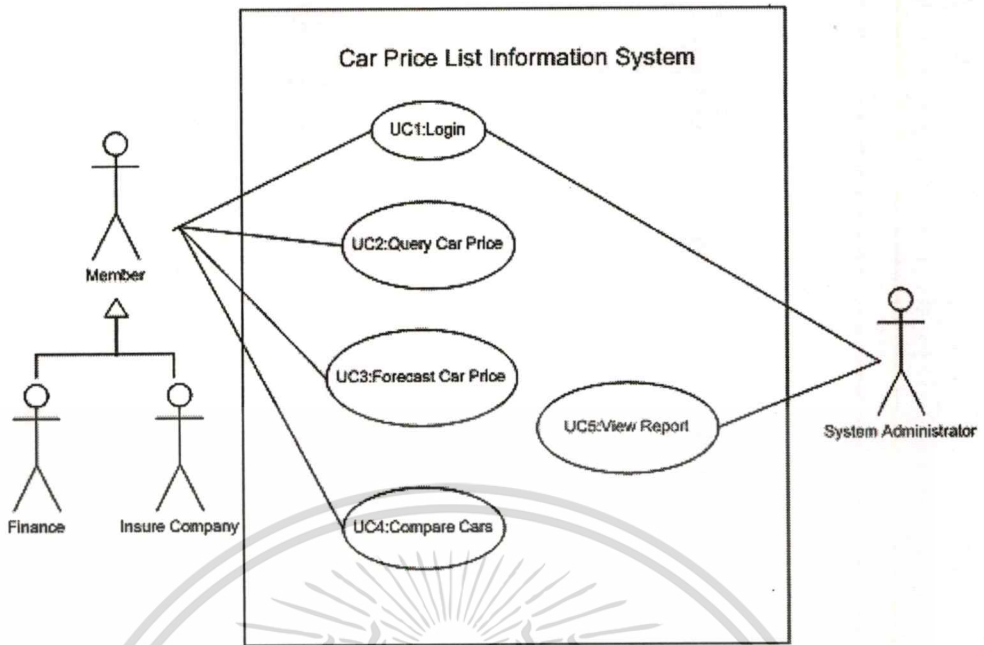 Car Price List Information System
UC1:Login
UC2:Query Car Price
Member
UC3:Forecast Car Price
UC5:View Report
System Administrator
Finance
Insure Company
UC4:Compare Cars